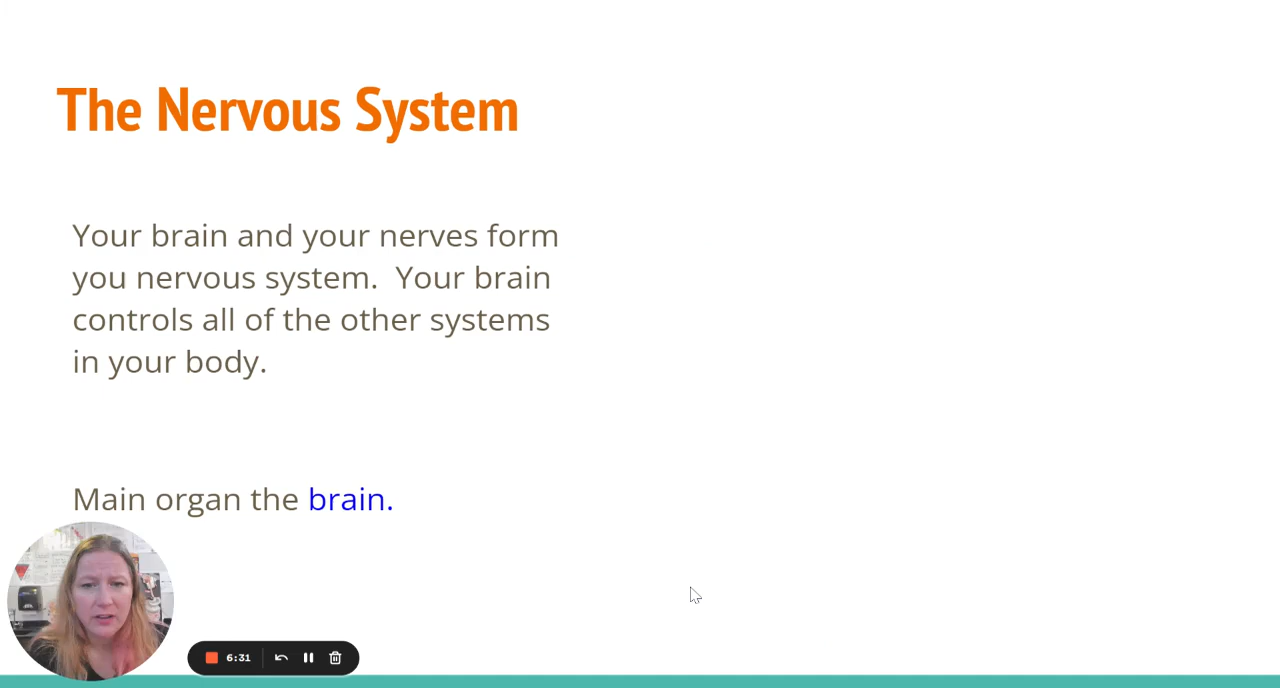 The Nervous System
Your brain and your nerves form
you nervous system.  Your brain
controls all of the other systems
in your body.
Main organ the brain.
6:31